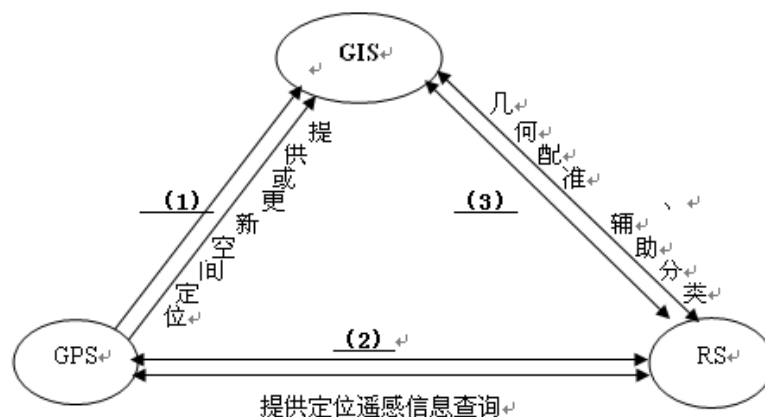 GIS
几何配准、辅助分类
(1)
提供或更新空间定位
(3)
(2)
GPS
RS
提供定位遥感信息查询